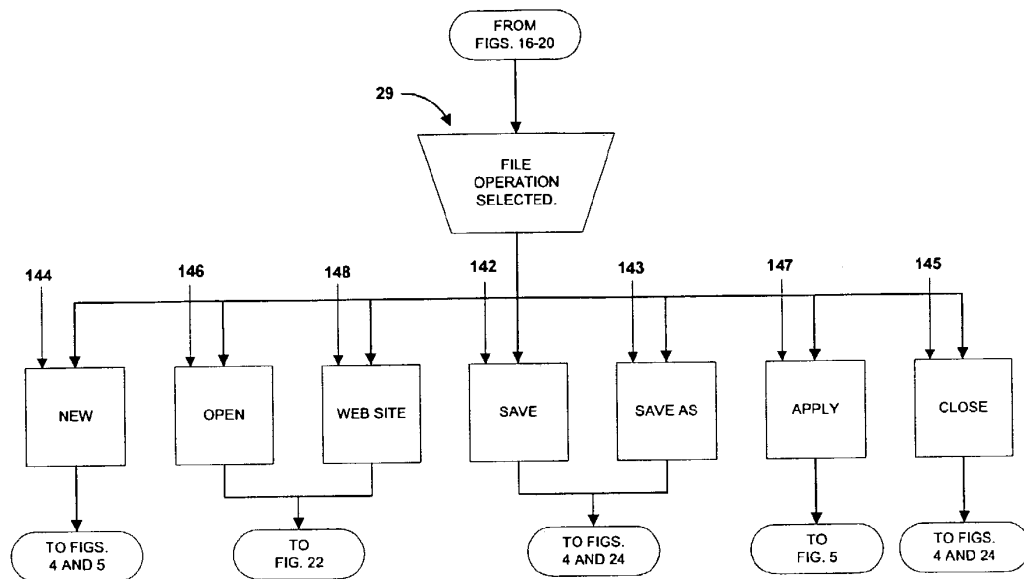 FROM
FIGS. 16-20
29
FILE
OPERATION
SELECTED.
144
146
148
142
143
147
145
NEW
OPEN
WEB SITE
SAVE
SAVE AS
APPLY
CLOSE
TO FIGS.
4 AND 5
TO
FIG. 22
TO FIGS.
4 AND 24
TO
FIG. 5
TO FIGS.
4 AND 24